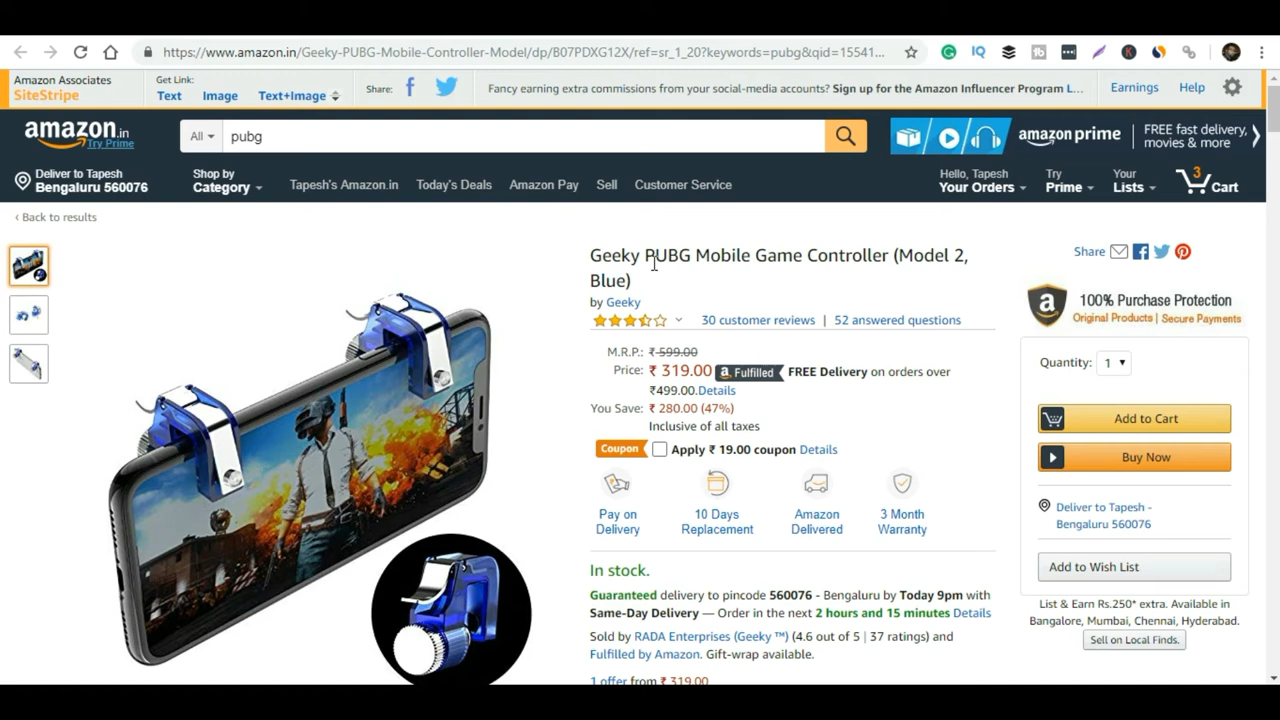 https://www.amazon.in/Geeky-PUBG-Mobile-Controller-Model/dp/B07PDXG12X/ref=sr_1_20?keywords=pubg&qid=15541...
Amazon Associates
SiteStripe
Get Link:
Text Image Text+Image
Share:
Fancy earning extra commissions from your social-media accounts? Sign up for the Amazon Influencer Program L...
Earnings Help
amazon.in
Try Prime
All pubg
amazon prime
FREE fast delivery,
movies & more
Deliver to Tapesh
Bengaluru 560076
Shop by
Category
Tapesh's Amazon.in Today's Deals Amazon Pay Sell Customer Service
Hello, Tapesh
Your Orders
Try
Prime
Your
Lists
3
Cart
‹ Back to results
Geeky PUBG Mobile Game Controller (Model 2,
Blue)
by Geeky
30 customer reviews | 52 answered questions
M.R.P.: ₹ 599.00
Price: ₹ 319.00 a Fulfilled FREE Delivery on orders over
₹499.00.Details
You Save: ₹ 280.00 (47%)
Inclusive of all taxes
Coupon Apply ₹ 19.00 coupon Details
Pay on
Delivery
10 Days
Replacement
Amazon
Delivered
3 Month
Warranty
In stock.
Guaranteed delivery to pincode 560076 - Bengaluru by Today 9pm with
Same-Day Delivery — Order in the next 2 hours and 15 minutes Details
Sold by RADA Enterprises (Geeky ™) (4.6 out of 5 | 37 ratings) and
Fulfilled by Amazon. Gift-wrap available.
1 offer from ₹ 319.00
Share
100% Purchase Protection
Original Products | Secure Payments
Quantity: 1
Add to Cart
Buy Now
Deliver to Tapesh -
Bengaluru 560076
Add to Wish List
List & Earn Rs.250* extra. Available in
Bangalore, Mumbai, Chennai, Hyderabad.
Sell on Local Finds.